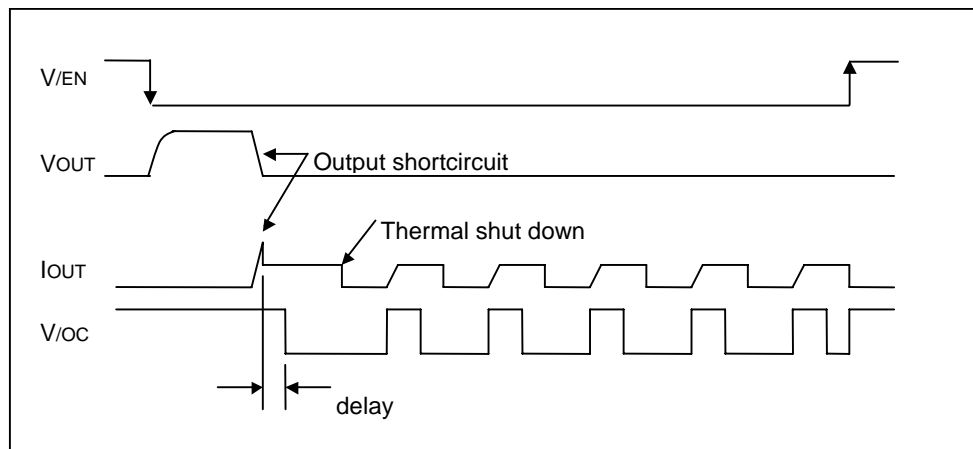 V/EN
VOUT
Output shortcircuit
Thermal shut down
IOUT
V/OC
delay